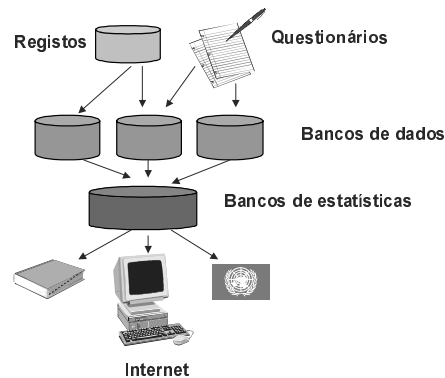 Registos
Questionários
Bancos de dados
Bancos de estatísticas
Internet